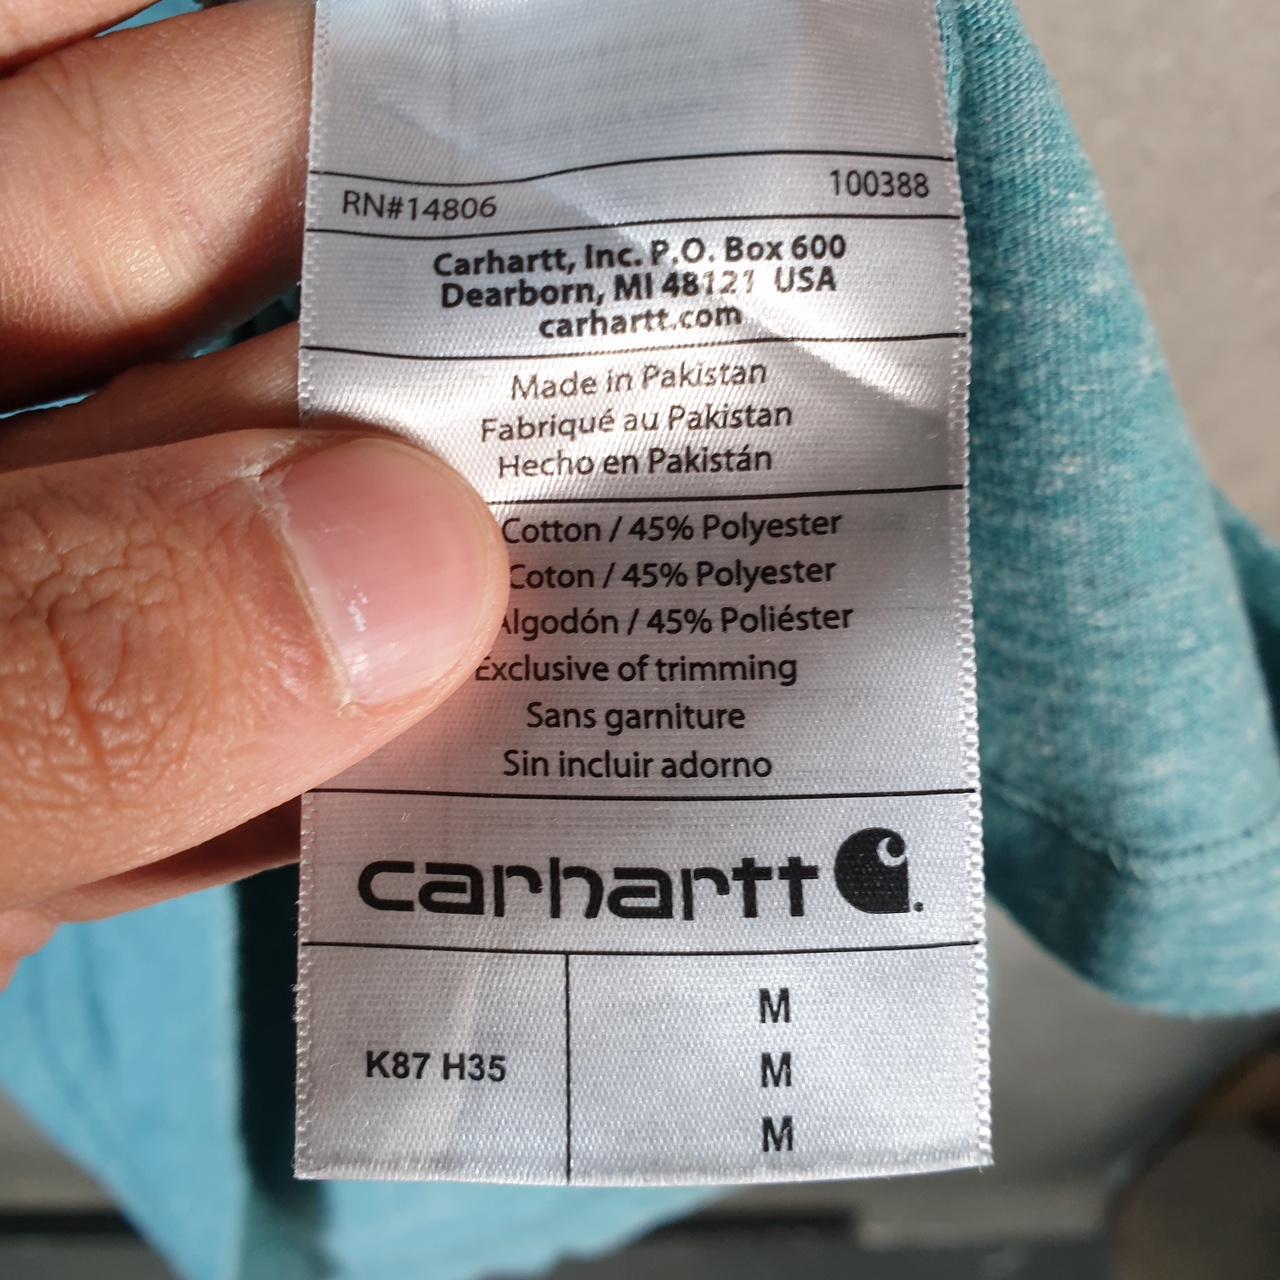 RN#14806 100388
Carhartt, Inc. P.O. Box 600
Dearborn, MI 48121 USA
carhartt.com
Made in Pakistan
Fabriqué au Pakistan
Hecho en Pakistán
Cotton / 45% Polyester
Coton / 45% Polyester
Algodón / 45% Poliéster
Exclusive of trimming
Sans garniture
Sin incluir adorno
carhartt
K87 H35
M
M
M